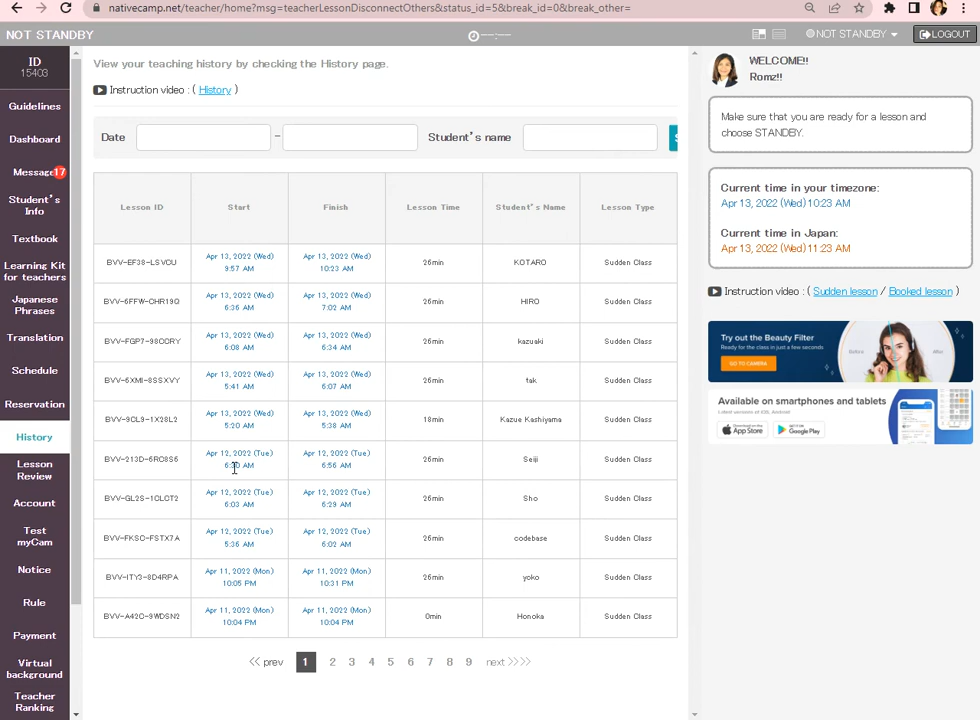 nativecamp.net/teacher/home?msg=teacherLessonDisconnectOthers&status_id=5&break_id=0&break_other=
NOT STANDBY
NOT STANDBY
LOGOUT
ID
15403
Guidelines
Dashboard
Message 17
Student's
Info
Textbook
Learning Kit
for teachers
Japanese
Phrases
Translation
Schedule
Reservation
History
Lesson
Review
Account
Test
myCam
Notice
Rule
Payment
Virtual
background
Teacher
Ranking
View your teaching history by checking the History page.
Instruction video : ( History )
Date - Student's name
Lesson ID Start Finish Lesson Time Student's Name Lesson Type
Apr 13, 2022 (Wed) Apr 13, 2022 (Wed)
BVV-EF38-LSVCU 26min KOTARO Sudden Class
9:57 AM 10:23 AM
Apr 13, 2022 (Wed) Apr 13, 2022 (Wed)
BVV-6FFW-CHR19Q 26min HIRO Sudden Class
6:36 AM 7:02 AM
Apr 13, 2022 (Wed) Apr 13, 2022 (Wed)
BVV-FGP7-98CCRY 26min kazuaki Sudden Class
6:08 AM 6:34 AM
Apr 13, 2022 (Wed) Apr 13, 2022 (Wed)
BVV-6XMI-8SSXVY 26min tak Sudden Class
5:41 AM 6:07 AM
Apr 13, 2022 (Wed) Apr 13, 2022 (Wed)
BVV-9CL9-1X28L2 18min Kazue Kashiyama Sudden Class
5:20 AM 5:38 AM
Apr 12, 2022 (Tue) Apr 12, 2022 (Tue)
BVV-213D-6RC8S6 26min Seiji Sudden Class
AM 6:56 AM
Apr 12, 2022 (Tue) Apr 12, 2022 (Tue)
BVV-GL2S-1CLCT2 26min Sho Sudden Class
6:03 AM 6:29 AM
Apr 12, 2022 (Tue) Apr 12, 2022 (Tue)
BVV-FKSC-FSTX7A 26min codebase Sudden Class
5:36 AM 6:02 AM
Apr 11, 2022 (Mon) Apr 11, 2022 (Mon)
BVV-ITY3-8D4RPA 26min yoko Sudden Class
10:05 PM 10:31 PM
Apr 11, 2022 (Mon) Apr 11, 2022 (Mon)
BVV-A42C-9WDSN2 0min Honoka Sudden Class
10:04 PM 10:04 PM
<< prev 1 2 3 4 5 6 7 8 9 next >>>>
WELCOME!!
Romz!!
Make sure that you are ready for a lesson and
choose STANDBY.
Current time in your timezone:
Apr 13, 2022 (Wed) 10:23 AM
Current time in Japan:
Apr 13, 2022 (Wed) 11:23 AM
Instruction video : ( Sudden lesson / Booked lesson )
Try out the Beauty Filter
Ready for the class in just a few seconds.
GO TO CAMERA
Before
After
Available on smartphones and tablets
App Store
Google Play